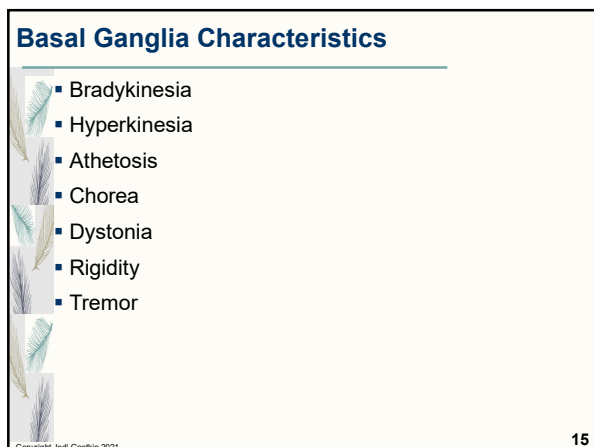 Basal Ganglia Characteristics
▪ Bradykinesia
▪ Hyperkinesia
▪ Athetosis
▪ Chorea
▪ Dystonia
▪ Rigidity
▪ Tremor
15